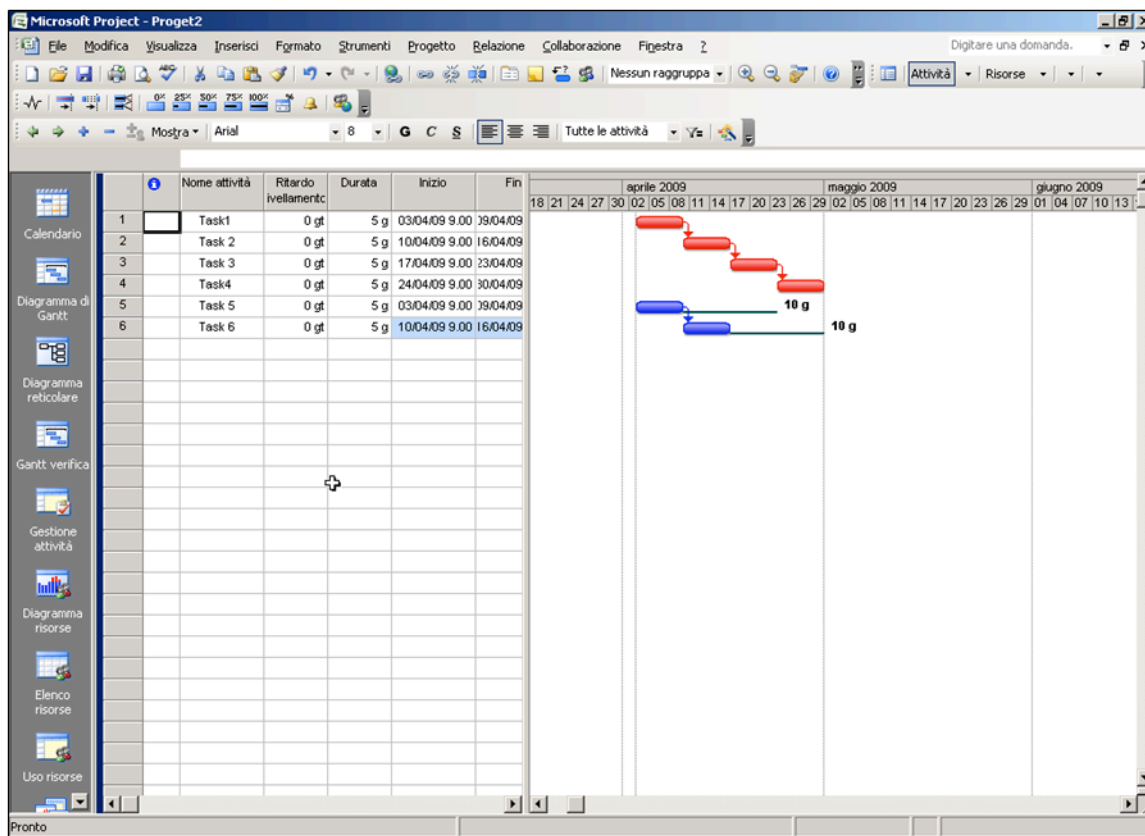 Microsoft Project - Proget2
File Modifica Visualizza Inserisci Formato Strumenti Progetto Relazione Collaborazione Finestra ? Digitare una domanda.
Nessun raggruppa Attività Risorse
0% 25% 50% 75% 100%
Mostra Arial 8 G C S Tutte le attività
Nome attività Ritardo ivellamento Durata Inizio Fin
aprile 2009 maggio 2009 giugno 2009
18 21 24 27 30 02 05 08 11 14 17 20 23 26 29 02 05 08 11 14 17 20 23 26 29 01 04 07 10 13
1 Task1 0 gt 5 g 03/04/09 9.00 09/04/09
2 Task 2 0 gt 5 g 10/04/09 9.00 16/04/09
3 Task 3 0 gt 5 g 17/04/09 9.00 23/04/09
4 Task4 0 gt 5 g 24/04/09 9.00 30/04/09
5 Task 5 0 gt 5 g 03/04/09 9.00 09/04/09 10 g
6 Task 6 0 gt 5 g 10/04/09 9.00 16/04/09 10 g
Calendario
Diagramma di
Gantt
Diagramma
reticolare
Gantt verifica
Gestione
attività
Diagramma
risorse
Elenco
risorse
Uso risorse
Pronto